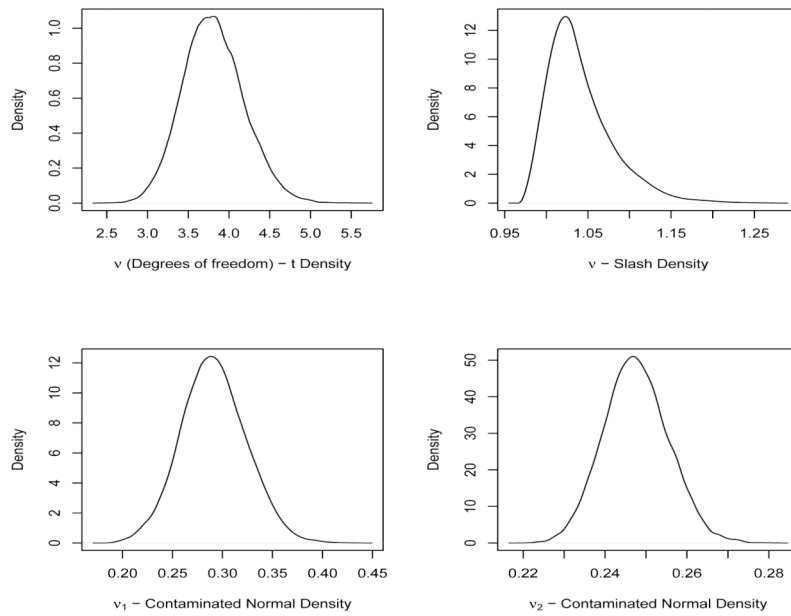 Density
0.0 0.2 0.4 0.6 0.8 1.0
2.5 3.0 3.5 4.0 4.5 5.0 5.5
ν (Degrees of freedom) − t Density
Density
0 2 4 6 8 10 12
0.95 1.05 1.15 1.25
ν − Slash Density
Density
0 2 4 6 8 10 12
0.20 0.25 0.30 0.35 0.40 0.45
ν₁ − Contaminated Normal Density
Density
0 10 20 30 40 50
0.22 0.24 0.26 0.28
ν₂ − Contaminated Normal Density